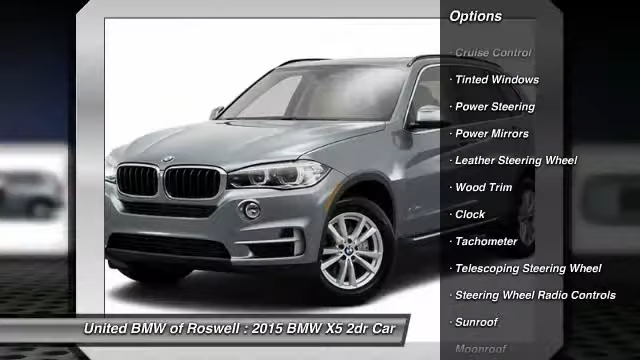 Options
· Cruise Control
· Tinted Windows
· Power Steering
· Power Mirrors
· Leather Steering Wheel
· Wood Trim
· Clock
· Tachometer
· Telescoping Steering Wheel
· Steering Wheel Radio Controls
· Sunroof
· Moonroof
United BMW of Roswell : 2015 BMW X5 2dr Car